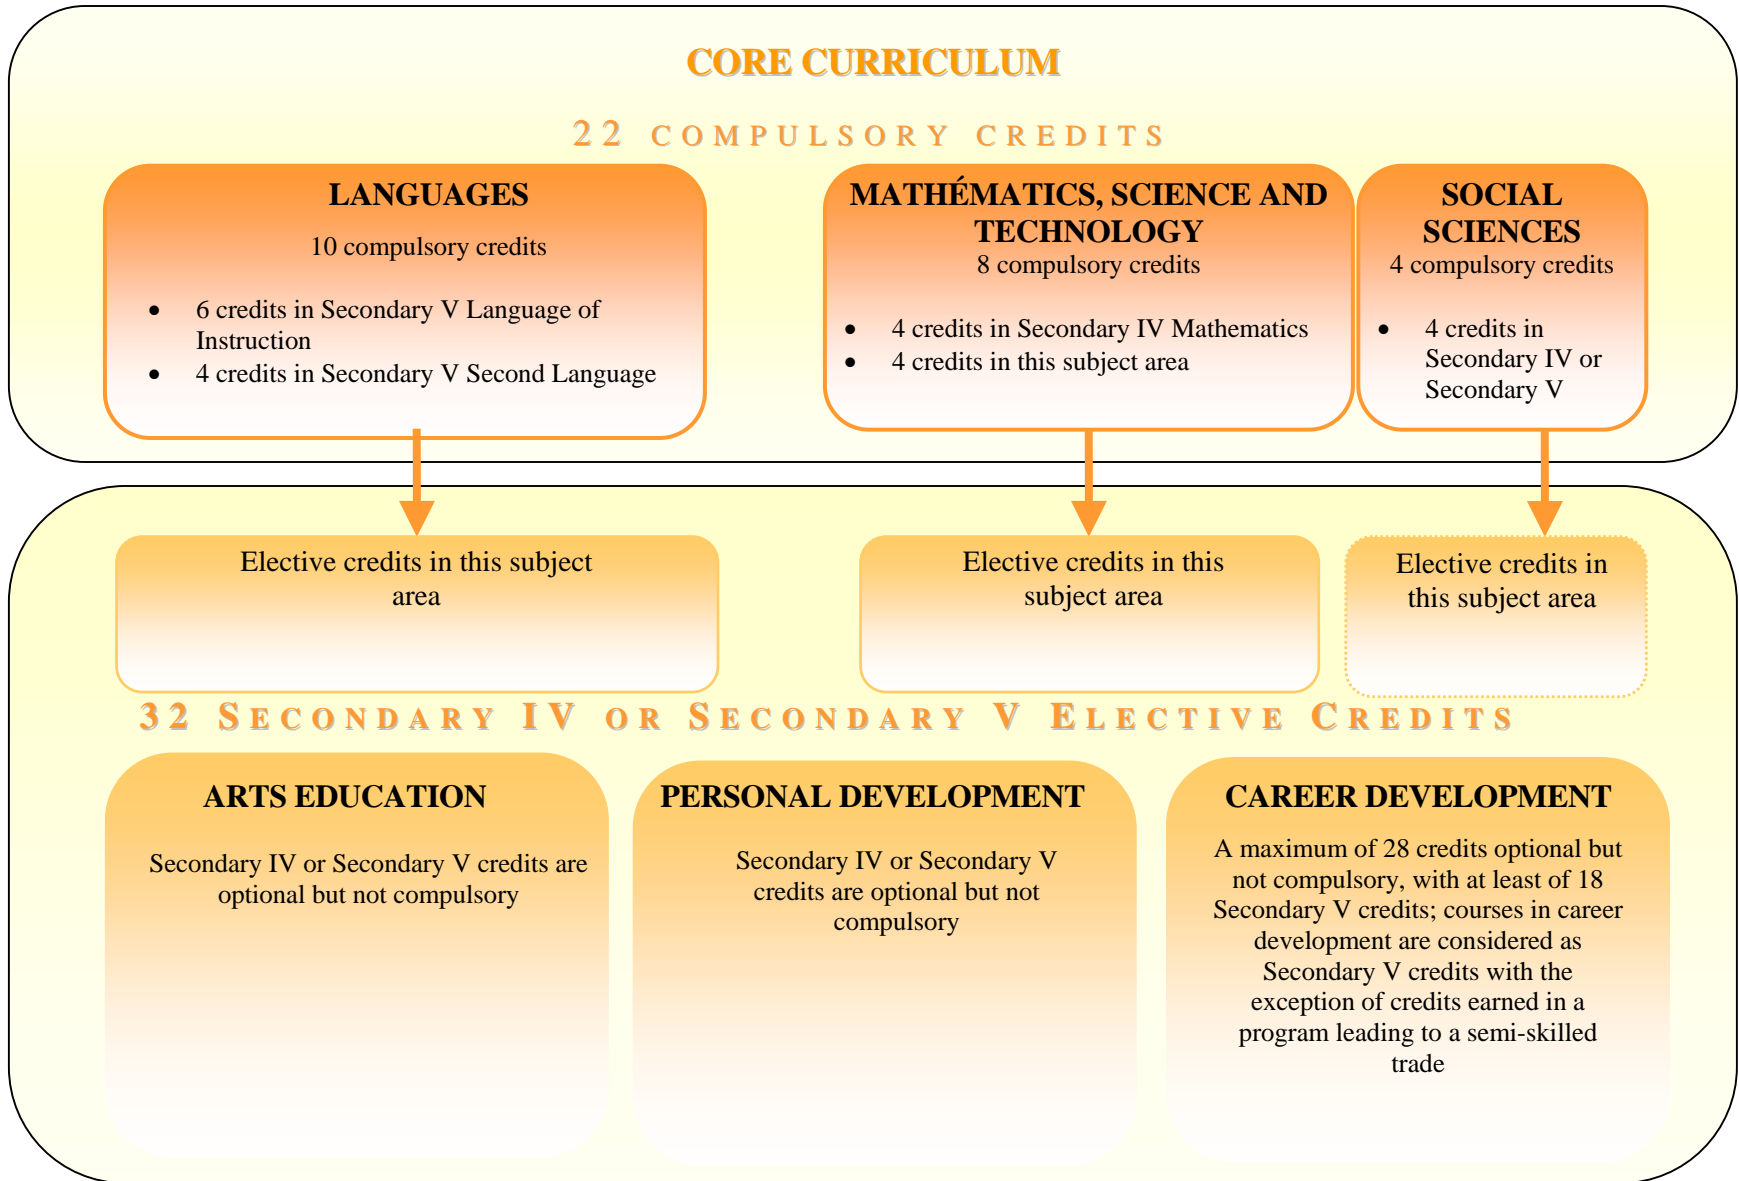 CORE CURRICULUM
22 COMPULSORY CREDITS
LANGUAGES
10 compulsory credits
• 6 credits in Secondary V Language of
Instruction
• 4 credits in Secondary V Second Language
MATHÉMATICS, SCIENCE AND
TECHNOLOGY
8 compulsory credits
• 4 credits in Secondary IV Mathematics
• 4 credits in this subject area
SOCIAL
SCIENCES
4 compulsory credits
• 4 credits in
Secondary IV or
Secondary V
Elective credits in this subject
area
Elective credits in this
subject area
Elective credits in
this subject area
32 SECONDARY IV OR SECONDARY V ELECTIVE CREDITS
ARTS EDUCATION
Secondary IV or Secondary V credits are
optional but not compulsory
PERSONAL DEVELOPMENT
Secondary IV or Secondary V
credits are optional but not
compulsory
CAREER DEVELOPMENT
A maximum of 28 credits optional but
not compulsory, with at least of 18
Secondary V credits; courses in career
development are considered as
Secondary V credits with the
exception of credits earned in a
program leading to a semi-skilled
trade